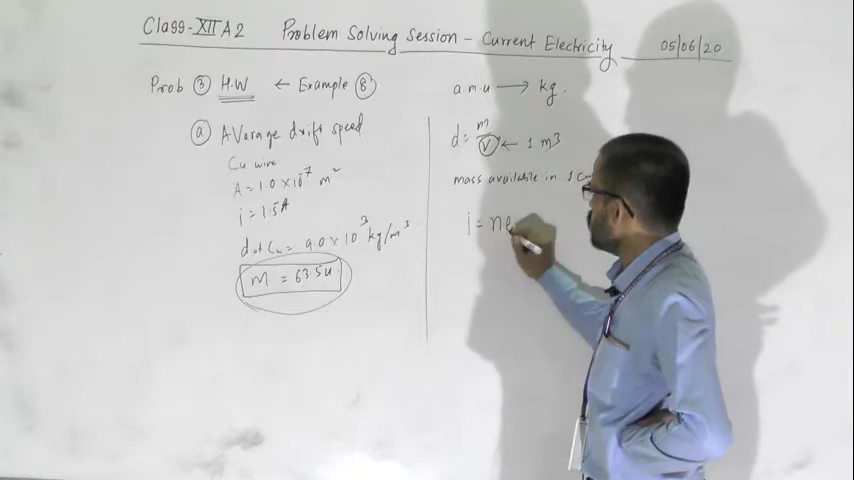 Class-XII A2 Problem Solving Session - Current Electricity 05/06/20
Prob ③ H.W ← Example ⑧
ⓐ AVerage drift speed
Cu wire
A = 1.0 × 10⁷ m²
i = 1.5A
d of Cu = 9.0 × 10³ kg/m³
m = 63.5u
a.m.u → kg.
d = m/V ← 1 m³
mass available in 1 Cm
i = ne